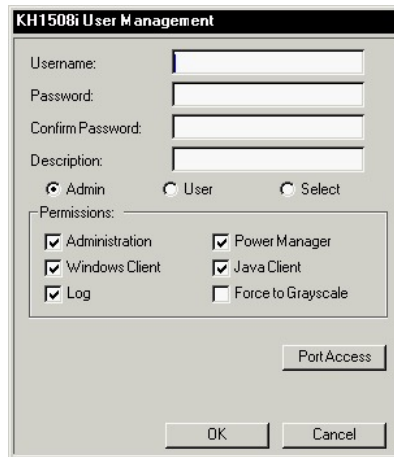 KH1508i User Management
Username:
Password:
Confirm Password:
Description:
Admin User Select
Permissions:
Administration Power Manager
Windows Client Java Client
Log Force to Grayscale
Port Access
OK Cancel